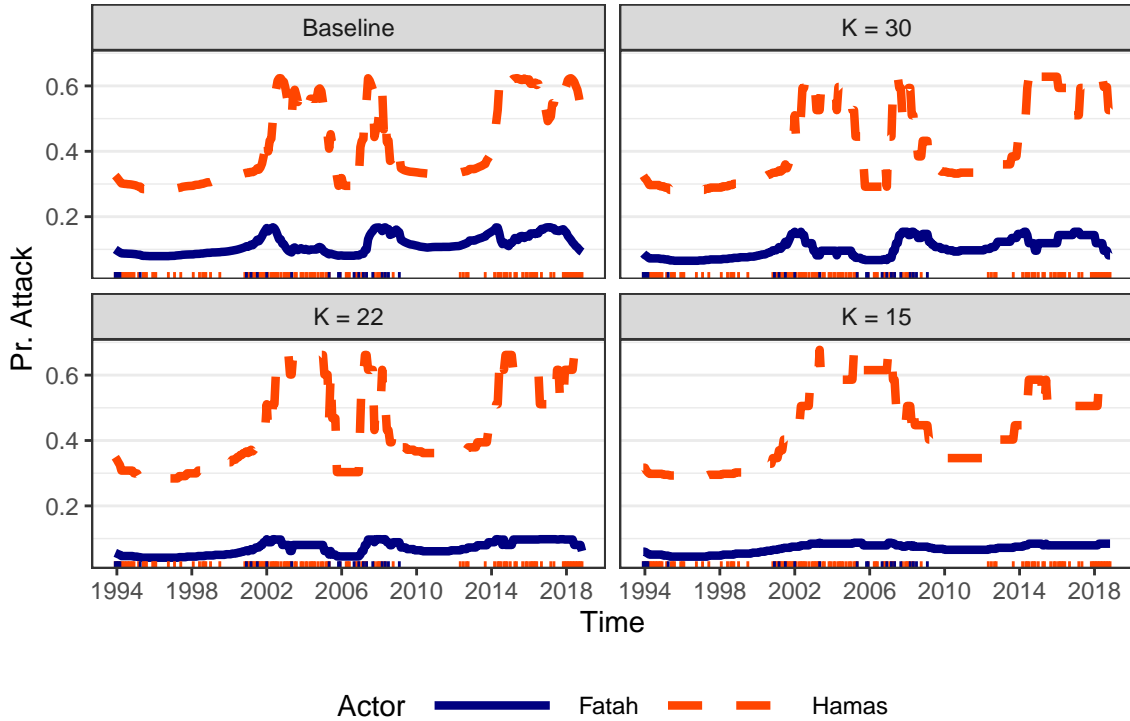 Baseline
K = 30
0.6
0.4
0.2
K = 22
K = 15
0.6
0.4
0.2
Pr. Attack
1994 1998 2002 2006 2010 2014 2018
1994 1998 2002 2006 2010 2014 2018
Time
Actor Fatah Hamas